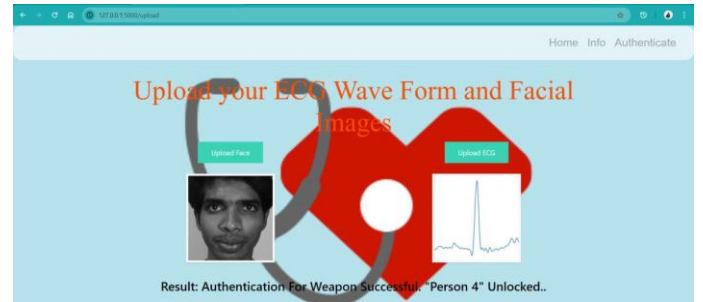 127.0.0.1:5000/upload
Home Info Authenticate
Upload your ECG Wave Form and Facial
Images
Upload Face
Upload ECG
Result: Authentication For Weapon Successful. "Person 4" Unlocked..